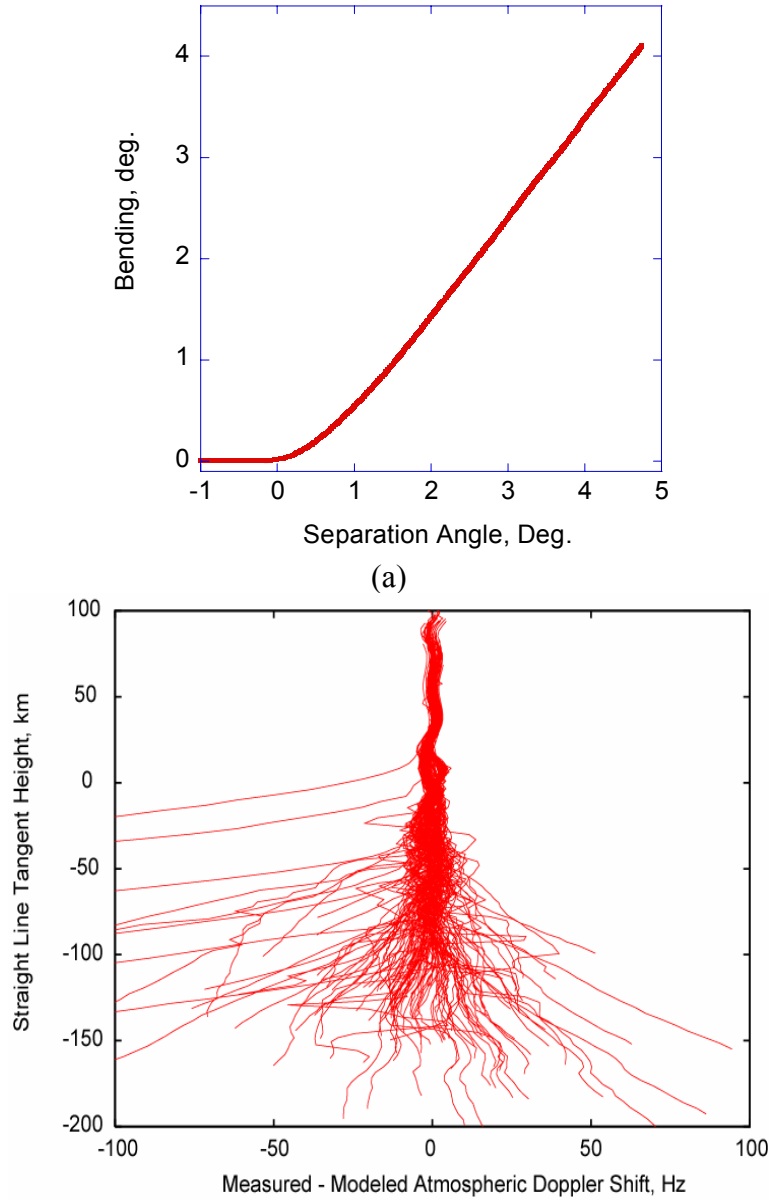 4
3
2
1
0
Bending, deg.
-1 0 1 2 3 4 5
Separation Angle, Deg.
(a)
100
50
0
-50
-100
-150
-200
Straight Line Tangent Height, km
-100 -50 0 50 100
Measured - Modeled Atmospheric Doppler Shift, Hz